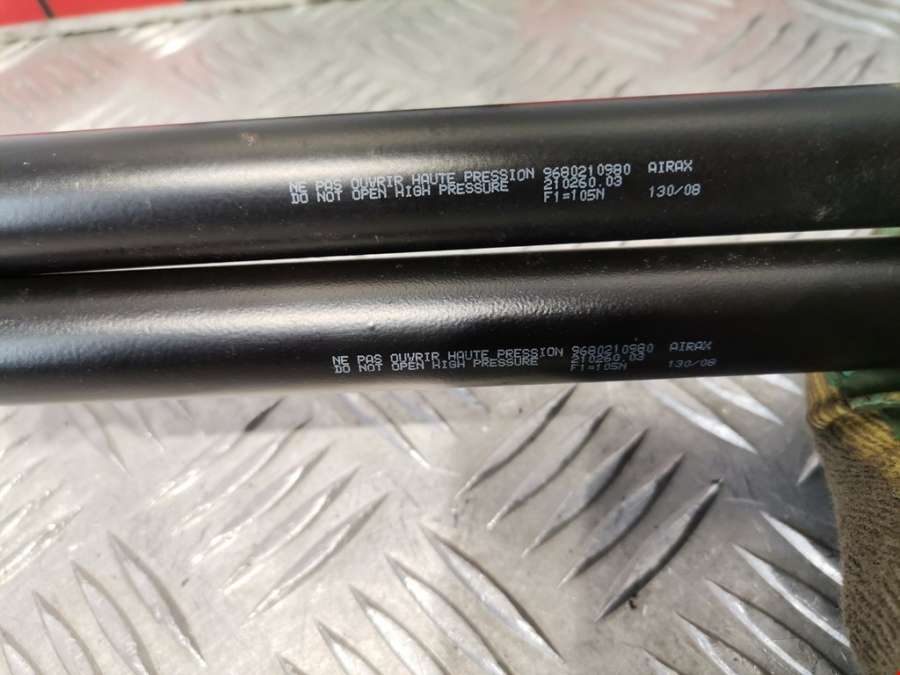 NE PAS OUVRIR HAUTE PRESSION 9680210980 AIRAX
DO NOT OPEN HIGH PRESSURE 210260.03
F1=105N 130/08
NE PAS OUVRIR HAUTE PRESSION 9680210980 AIRAX
DO NOT OPEN HIGH PRESSURE 210260.03
F1=105N 130/08